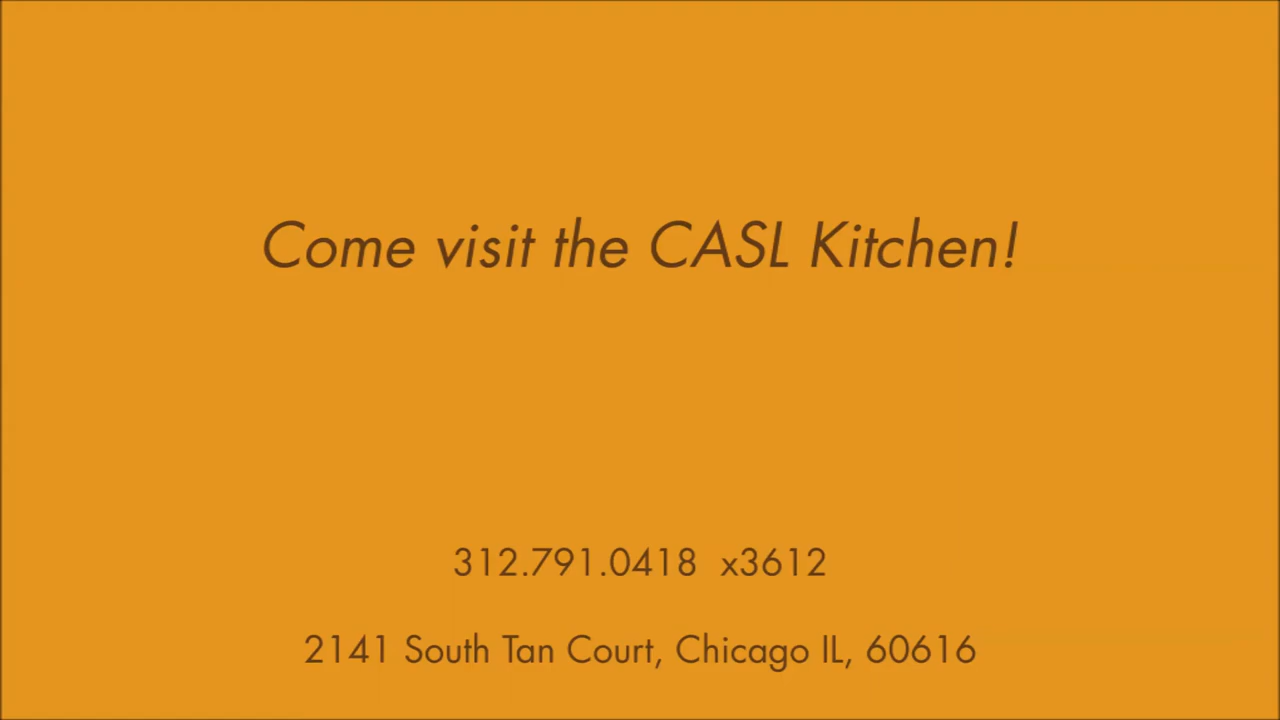 Come visit the CASL Kitchen!
312.791.0418 x3612
2141 South Tan Court, Chicago IL, 60616